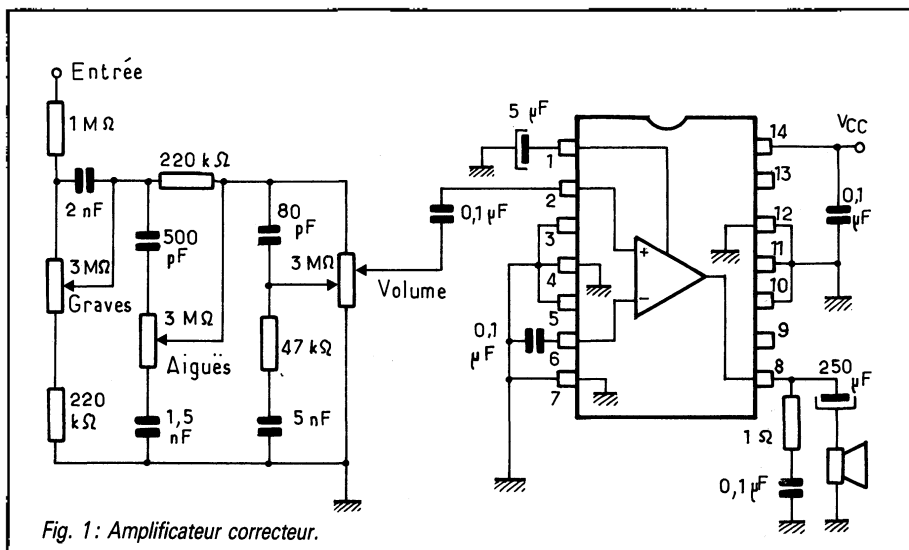 Entrée
1 MΩ
2 nF
220 kΩ
500
pF
80
pF
3 MΩ
Graves
3 MΩ
Aiguës
3 MΩ
Volume
47 kΩ
220
kΩ
1,5
nF
5 nF
5 µF
0,1 µF
0,1
µF
1
2
3
4
5
6
7
+
−
14
13
12
11
10
9
8
VCC
0,1
µF
250
µF
1 Ω
0,1 µF
Fig. 1 : Amplificateur correcteur.